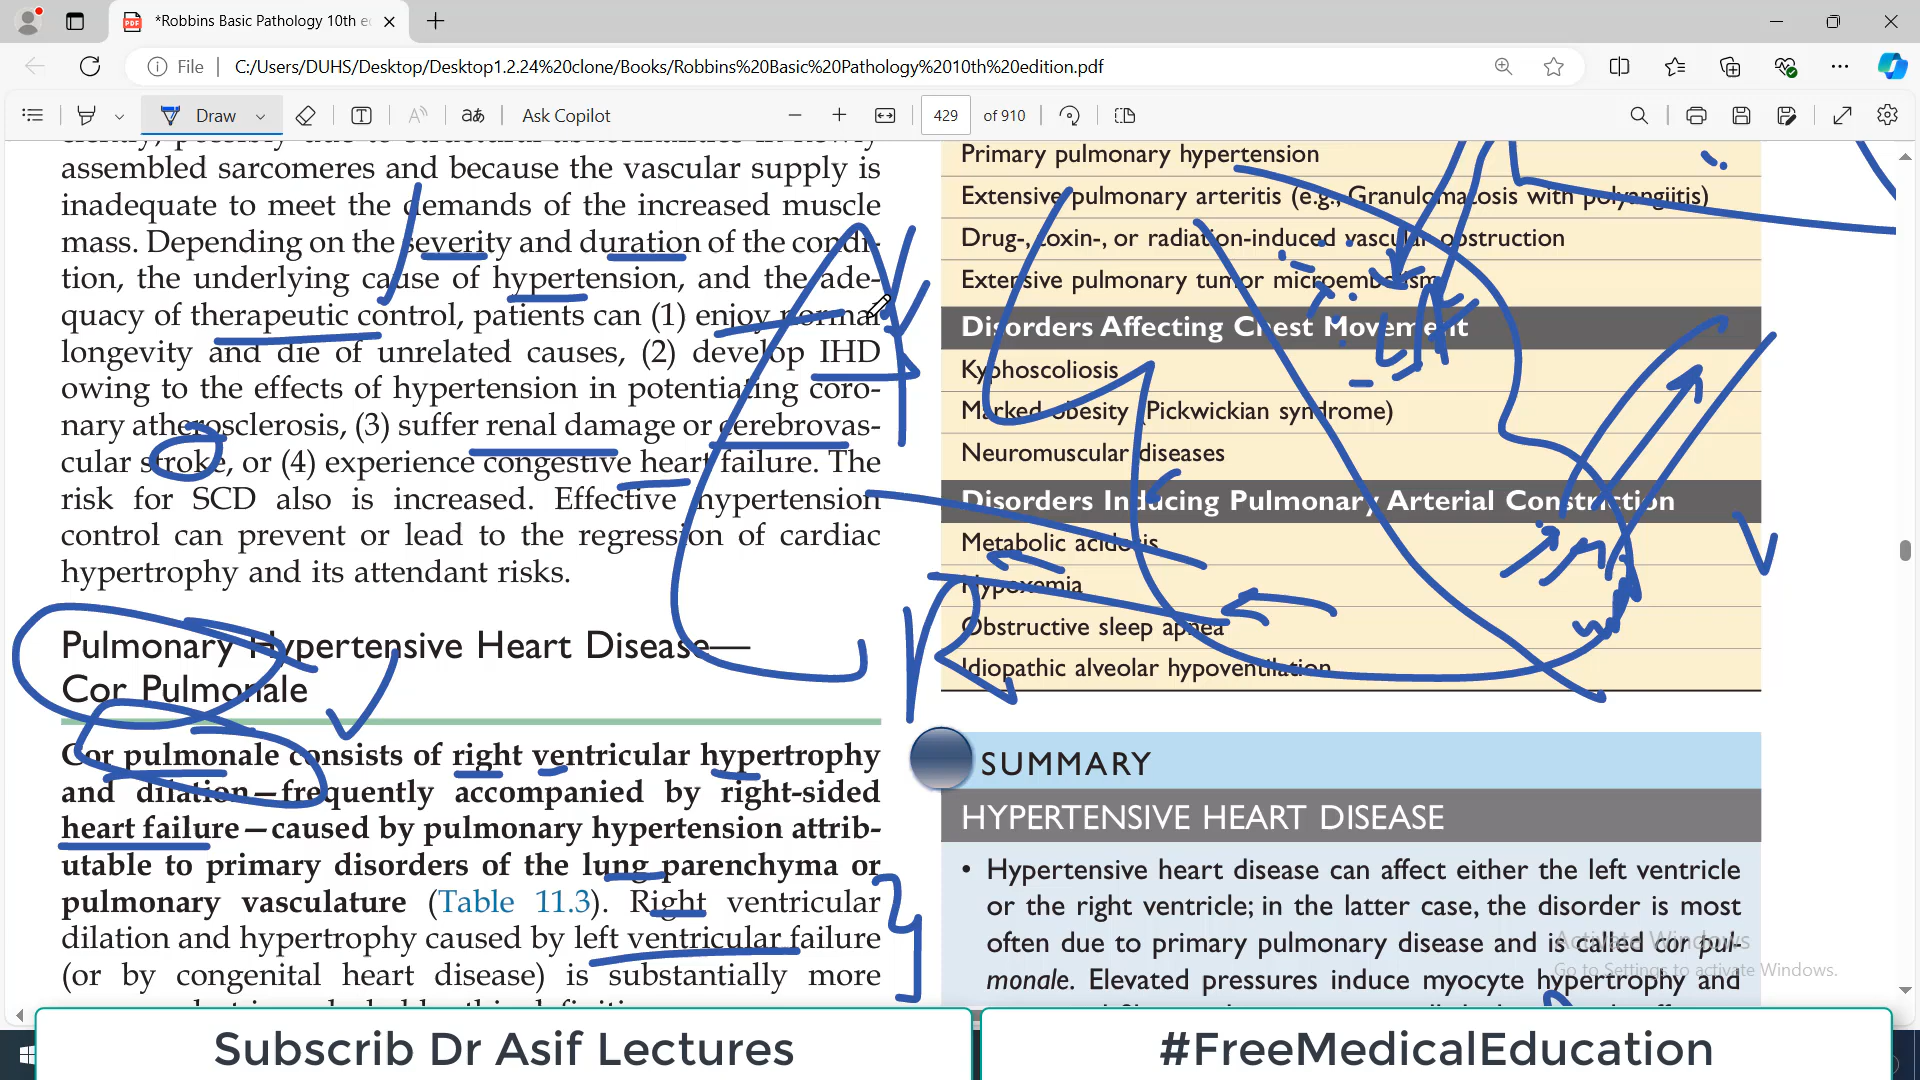 *Robbins Basic Pathology 10th e
File
C:/Users/DUHS/Desktop/Desktop1.2.24%20clone/Books/Robbins%20Basic%20Pathology%2010th%20edition.pdf
Draw
Ask Copilot
429 of 910
assembled sarcomeres and because the vascular supply is
inadequate to meet the demands of the increased muscle
mass. Depending on the severity and duration of the condi-
tion, the underlying cause of hypertension, and the ade-
quacy of therapeutic control, patients can (1) enjoy normal
longevity and die of unrelated causes, (2) develop IHD
owing to the effects of hypertension in potentiating coro-
nary atherosclerosis, (3) suffer renal damage or cerebrovas-
cular stroke, or (4) experience congestive heart failure. The
risk for SCD also is increased. Effective hypertension
control can prevent or lead to the regression of cardiac
hypertrophy and its attendant risks.
Pulmonary Hypertensive Heart Disease—
Cor Pulmonale
Cor pulmonale consists of right ventricular hypertrophy
and dilation—frequently accompanied by right-sided
heart failure—caused by pulmonary hypertension attrib-
utable to primary disorders of the lung parenchyma or
pulmonary vasculature (Table 11.3). Right ventricular
dilation and hypertrophy caused by left ventricular failure
(or by congenital heart disease) is substantially more
Primary pulmonary hypertension
Extensive pulmonary arteritis (e.g., Granulomatosis with polyangiitis)
Drug-, toxin-, or radiation-induced vascular obstruction
Extensive pulmonary tumor microembolism
Disorders Affecting Chest Movement
Kyphoscoliosis
Marked obesity (Pickwickian syndrome)
Neuromuscular diseases
Disorders Inducing Pulmonary Arterial Constriction
Metabolic acidosis
Hypoxemia
Obstructive sleep apnea
Idiopathic alveolar hypoventilation
SUMMARY
HYPERTENSIVE HEART DISEASE
• Hypertensive heart disease can affect either the left ventricle
or the right ventricle; in the latter case, the disorder is most
often due to primary pulmonary disease and is called cor pul-
monale. Elevated pressures induce myocyte hypertrophy and
Activate Windows
Go to Settings to activate Windows.
Subscrib Dr Asif Lectures
#FreeMedicalEducation